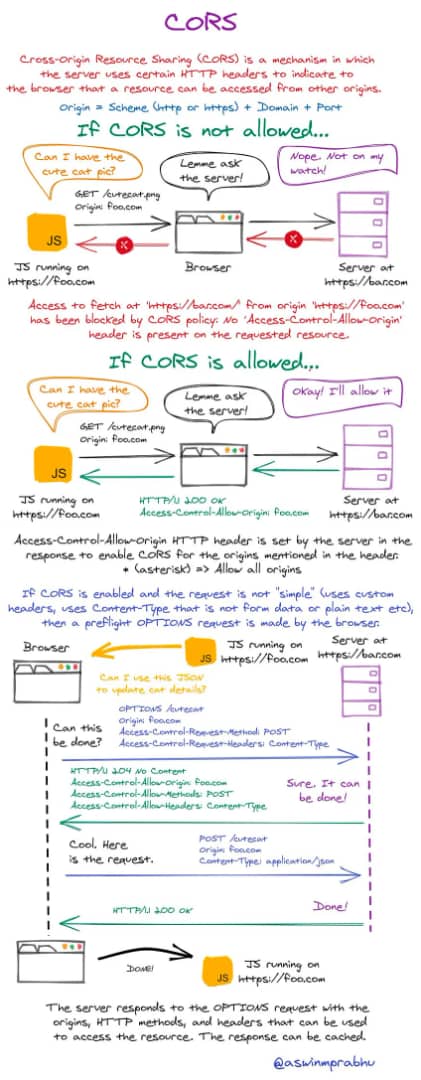 CORS
Cross-Origin Resource Sharing (CORS) is a mechanism in which
the server uses certain HTTP headers to indicate to
the browser that a resource can be accessed from other origins.
Origin = Scheme (http or https) + Domain + Port
If CORS is not allowed...
Can I have the
cute cat pic?
Lemme ask
the server!
Nope. Not on my
watch!
GET /cutecat.png
Origin: foo.com
JS
X
X
JS running on
https://foo.com
Browser
Server at
https://bar.com
Access to fetch at 'https://bar.com/' from origin 'https://foo.com'
has been blocked by CORS policy: No 'Access-Control-Allow-Origin'
header is present on the requested resource.
If CORS is allowed...
Can I have the
cute cat pic?
Lemme ask
the server!
Okay! I'll allow it
GET /cutecat.png
Origin: foo.com
JS
JS running on
https://foo.com
HTTP/1.1 200 OK
Access-Control-Allow-Origin: foo.com
Server at
https://bar.com
Access-Control-Allow-Origin HTTP header is set by the server in the
response to enable CORS for the origins mentioned in the header.
* (asterisk) => Allow all origins
If CORS is enabled and the request is not "simple" (uses custom
headers, uses Content-Type that is not form data or plain text etc),
then a preflight OPTIONS request is made by the browser.
Browser
JS
JS running on
https://foo.com
Server at
https://bar.com
Can I use this JSON
to update cat details?
Can this
be done?
OPTIONS /cutecat
Origin: foo.com
Access-Control-Request-Method: POST
Access-Control-Request-Headers: Content-Type
HTTP/1.1 204 No Content
Access-Control-Allow-Origin: foo.com
Access-Control-Allow-Methods: POST
Access-Control-Allow-Headers: Content-Type
Sure. It can
be done!
Cool. Here
is the request.
POST /cutecat
Origin: foo.com
Content-Type: application/json
HTTP/1.1 200 OK
Done!
DONE!
JS
JS running on
https://foo.com
The server responds to the OPTIONS request with the
origins, HTTP methods, and headers that can be used
to access the resource. The response can be cached.
@aswinmprabhu